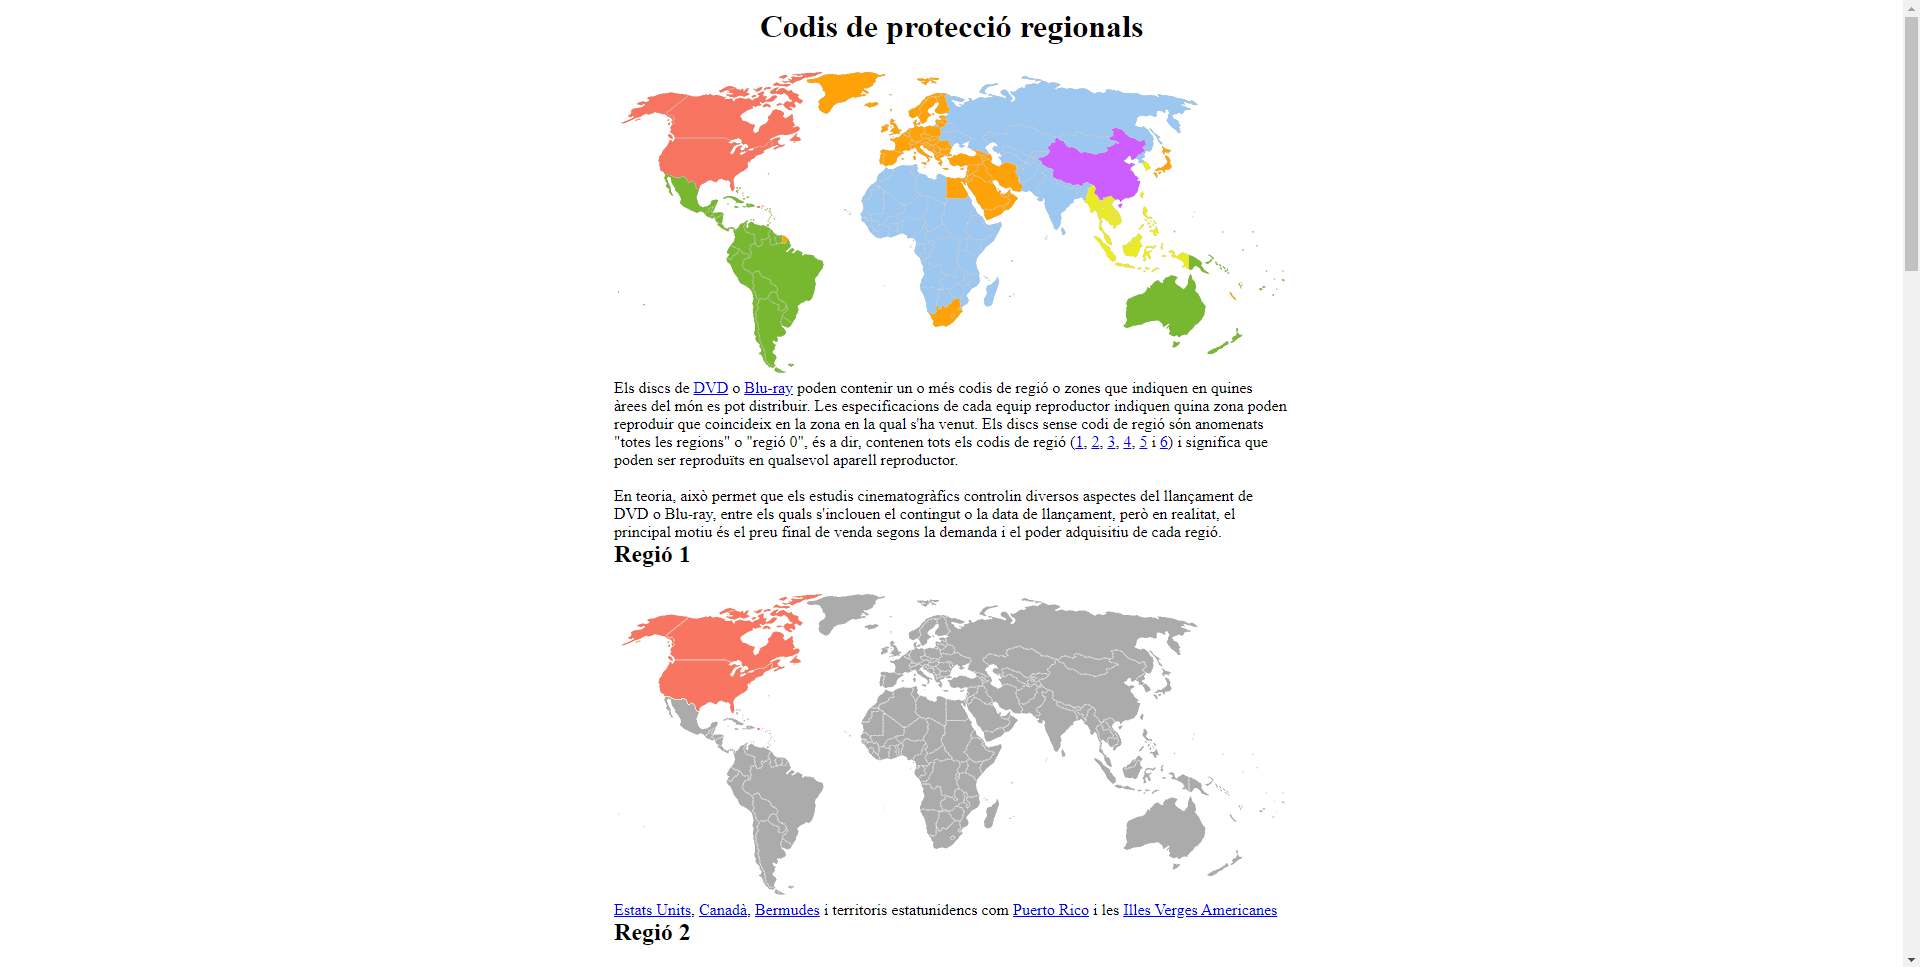 Codis de protecció regionals
Els discs de DVD o Blu-ray poden contenir un o més codis de regió o zones que indiquen en quines
àrees del món es pot distribuir. Les especificacions de cada equip reproductor indiquen quina zona poden
reproduir que coincideix en la zona en la qual s'ha venut. Els discs sense codi de regió són anomenats
"totes les regions" o "regió 0", és a dir, contenen tots els codis de regió (1, 2, 3, 4, 5 i 6) i significa que
poden ser reproduïts en qualsevol aparell reproductor.
En teoria, això permet que els estudis cinematogràfics controlin diversos aspectes del llançament de
DVD o Blu-ray, entre els quals s'inclouen el contingut o la data de llançament, però en realitat, el
principal motiu és el preu final de venda segons la demanda i el poder adquisitiu de cada regió.
Regió 1
Estats Units, Canadà, Bermudes i territoris estatunidencs com Puerto Rico i les Illes Verges Americanes
Regió 2